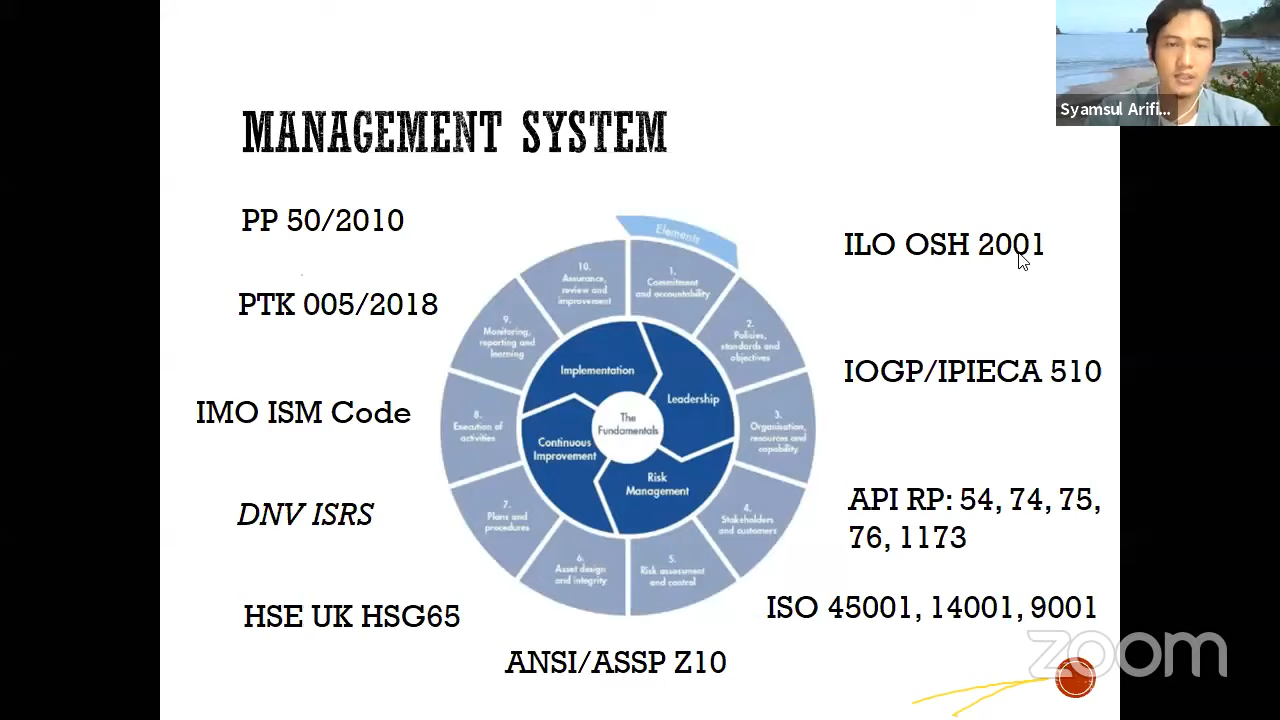 MANAGEMENT SYSTEM
Syamsul Arifi...
PP 50/2010
PTK 005/2018
IMO ISM Code
DNV ISRS
HSE UK HSG65
ANSI/ASSP Z10
ILO OSH 2001
IOGP/IPIECA 510
API RP: 54, 74, 75,
76, 1173
ISO 45001, 14001, 9001
Elements
1.
Commitment
and accountability
2.
Policies,
standards and
objectives
3.
Organisation,
resources and
capability
4.
Stakeholders
and customers
5.
Risk assessment
and control
6.
Asset design
and integrity
7.
Plans and
procedures
8.
Execution of
activities
9.
Monitoring,
reporting and
learning
10.
Assurance,
review and
improvement
The
Fundamentals
Leadership
Risk
Management
Continuous
Improvement
Implementation
zoom